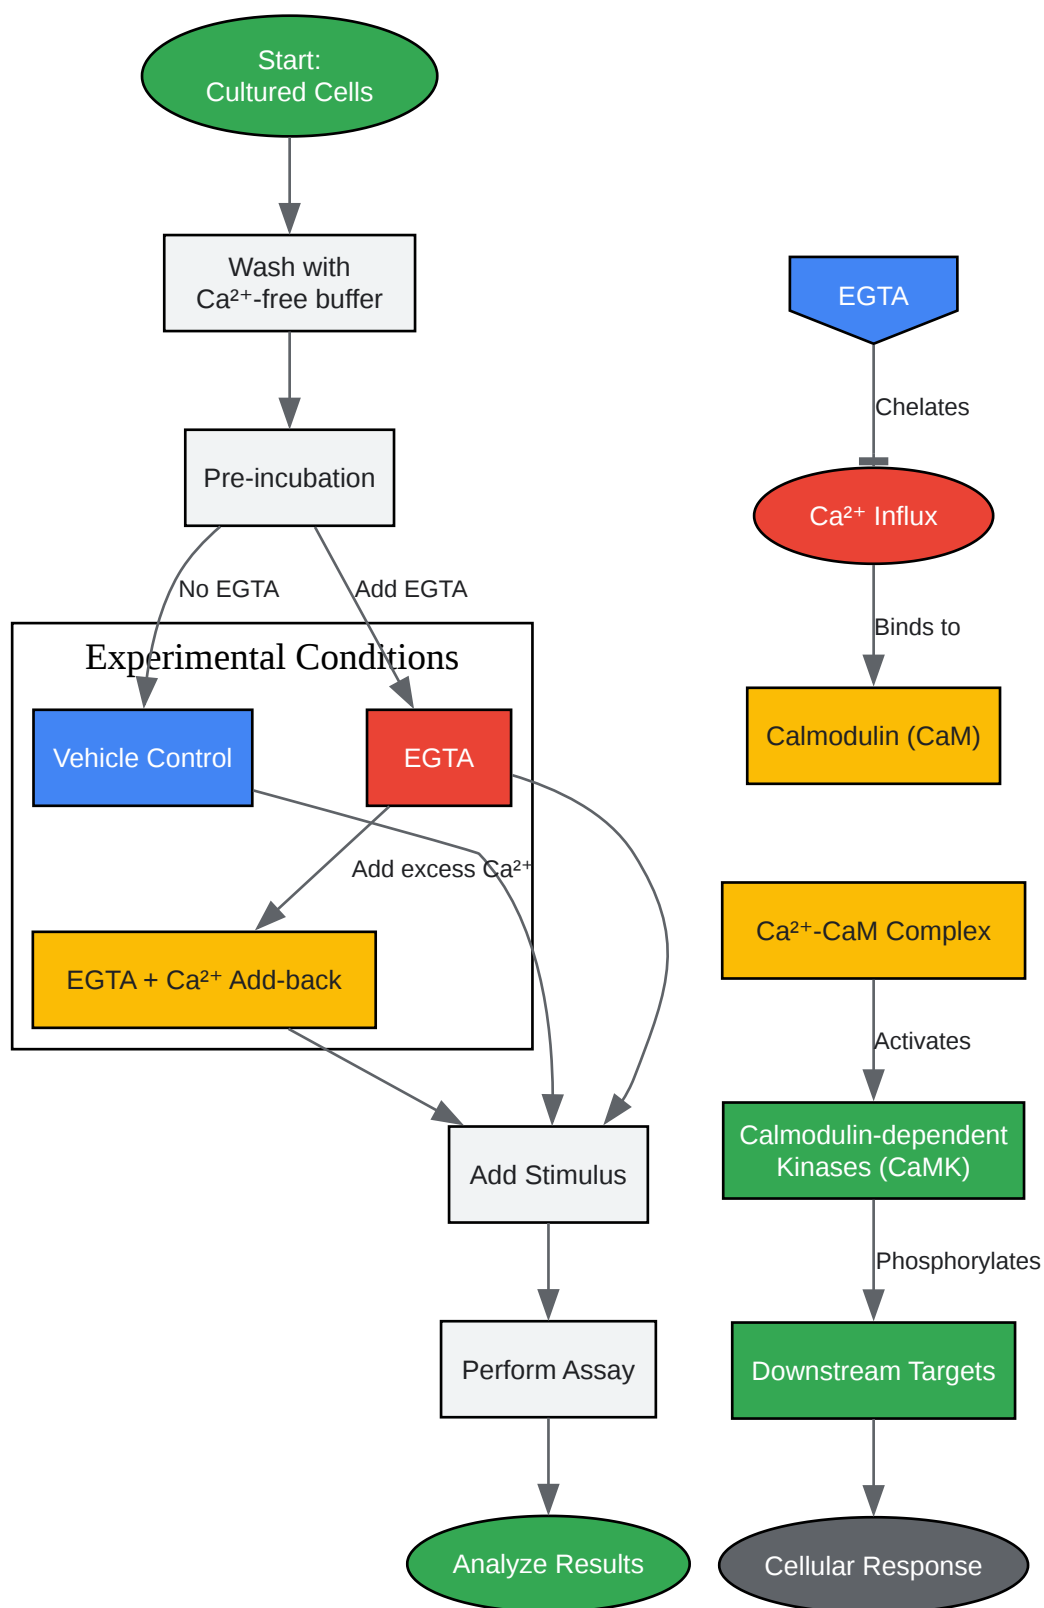 Start:
Cultured Cells
Wash with
Ca²⁺-free buffer
Pre-incubation
No EGTA
Add EGTA
Experimental Conditions
Vehicle Control
EGTA
Add excess Ca²⁺
EGTA + Ca²⁺ Add-back
Add Stimulus
Perform Assay
Analyze Results
EGTA
Chelates
Ca²⁺ Influx
Binds to
Calmodulin (CaM)
Ca²⁺-CaM Complex
Activates
Calmodulin-dependent
Kinases (CaMK)
Phosphorylates
Downstream Targets
Cellular Response